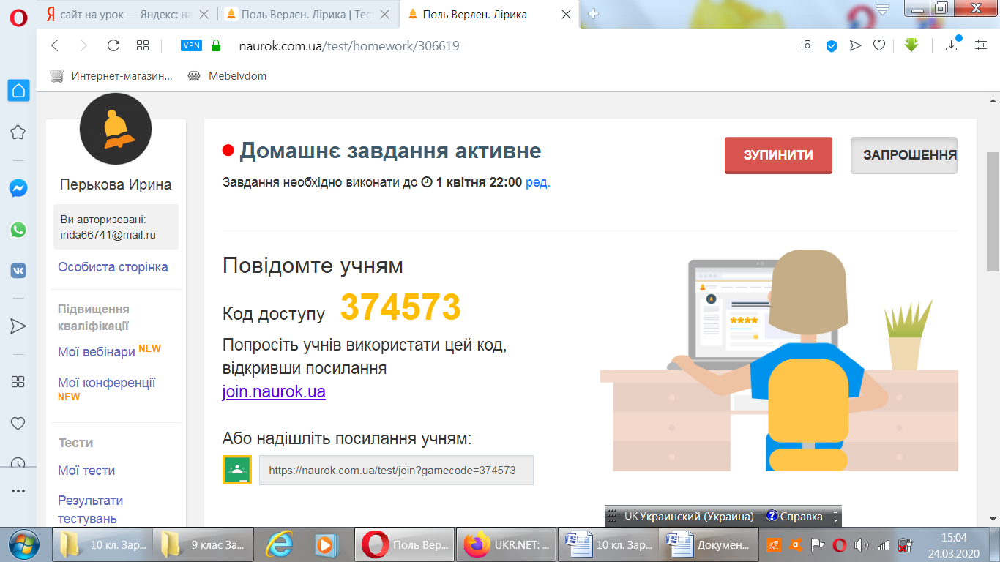 сайт на урок — Яндекс: на
Поль Верлен. Лірика | Тест
Поль Верлен. Лірика
VPN
naurok.com.ua/test/homework/306619
Интернет-магазин...
Mebelvdom
Перькова Ирина
Ви авторизовані:
irida66741@mail.ru
Особиста сторінка
Підвищення
кваліфікації
Мої вебінари NEW
Мої конференції
NEW
Тести
Мої тести
Результати
тестувань
Домашнє завдання активне
ЗУПИНИТИ
ЗАПРОШЕННЯ
Завдання необхідно виконати до 1 квітня 22:00 ред.
Повідомте учням
Код доступу 374573
Попросіть учнів використати цей код,
відкривши посилання
join.naurok.ua
Або надішліть посилання учням:
https://naurok.com.ua/test/join?gamecode=374573
UK Украинский (Украина)
Справка
10 кл. Зар...
9 клас За...
Поль Вер...
UKR.NET: ...
10 кл. Зар...
Докумен...
15:04
24.03.2020